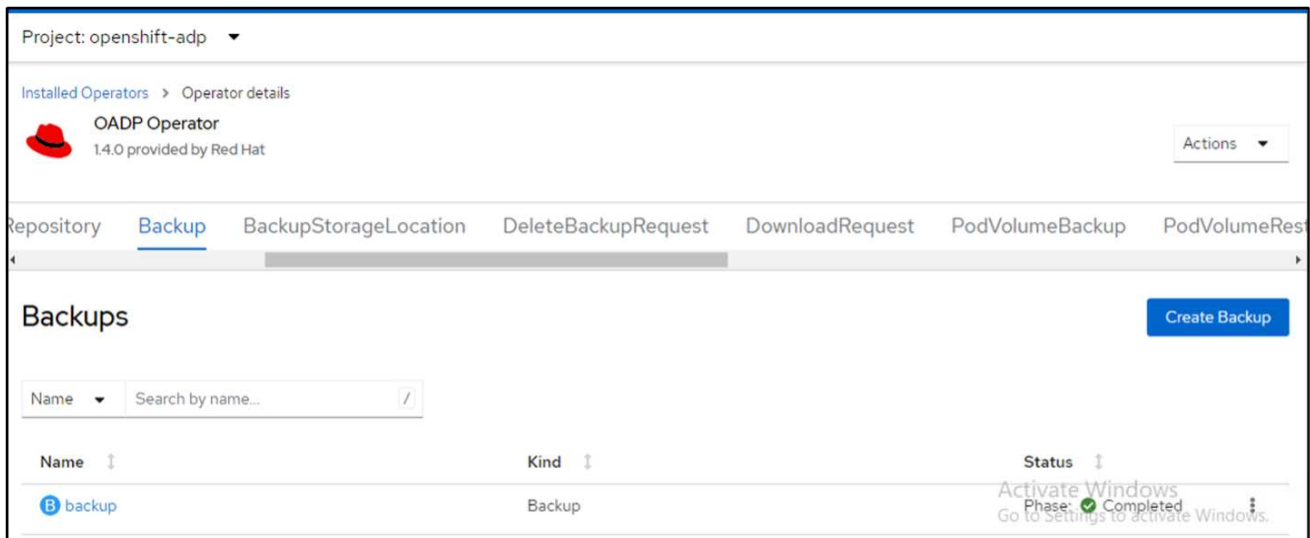 Project: openshift-adp
Installed Operators > Operator details
OADP Operator
1.4.0 provided by Red Hat
Actions
Repository Backup BackupStorageLocation DeleteBackupRequest DownloadRequest PodVolumeBackup PodVolumeRest
Backups
Create Backup
Name Search by name... /
Name Kind Status
B backup Backup Phase: Completed
Activate Windows
Go to Settings to activate Windows.